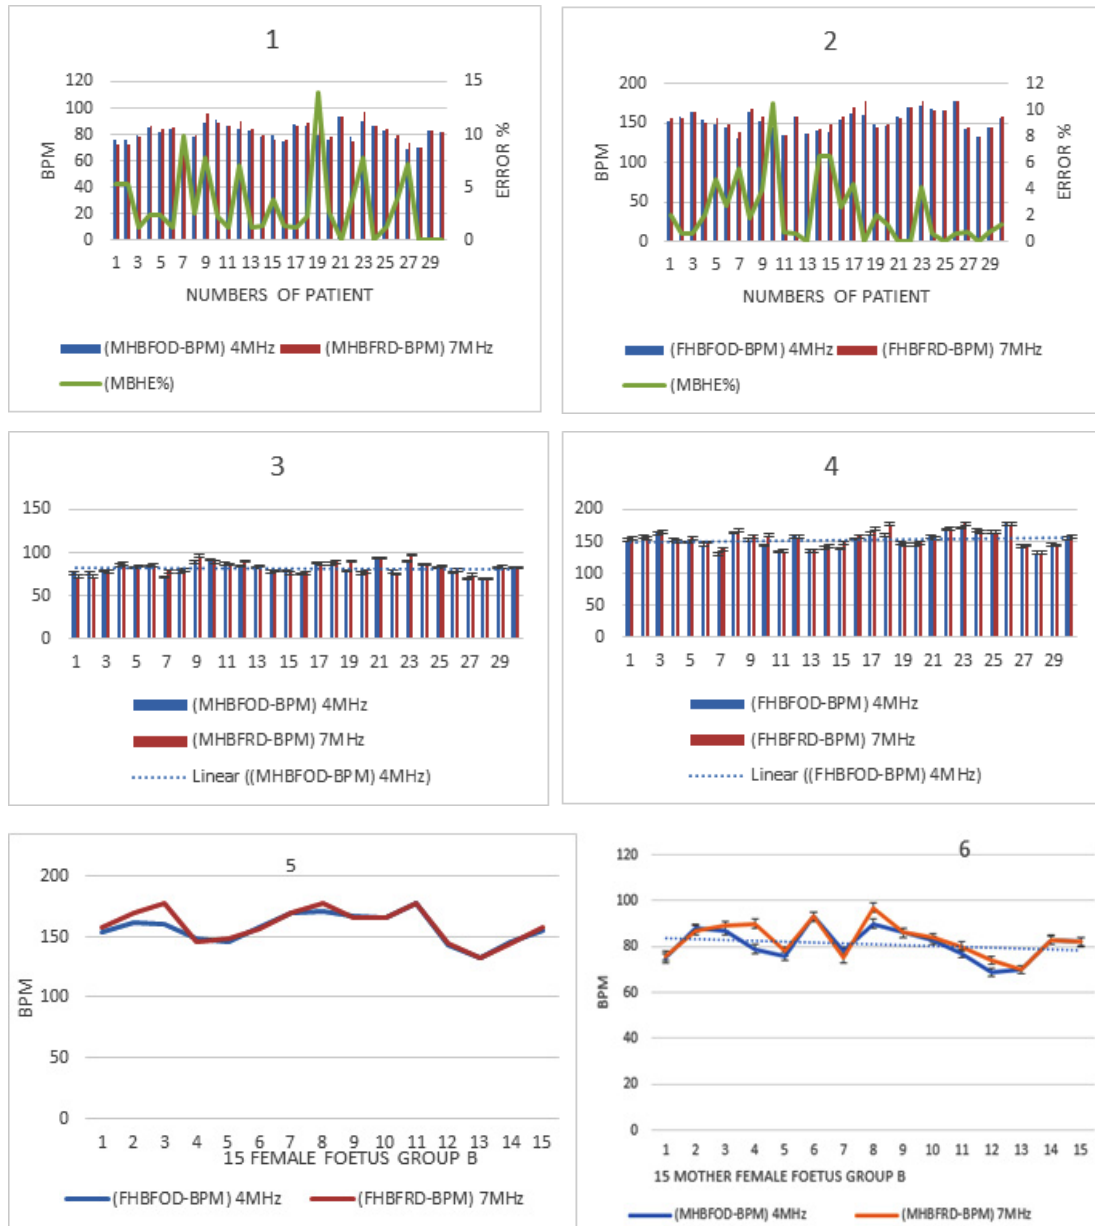 1
120
100
80
60
40
20
0
BPM
15
10
5
0
ERROR %
1 3 5 7 9 11 13 15 17 19 21 23 25 27 29
NUMBERS OF PATIENT
(MHBFOD-BPM) 4MHz (MHBFRD-BPM) 7MHz
(MBHE%)
2
200
150
100
50
0
BPM
12
10
8
6
4
2
0
ERROR %
1 3 5 7 9 11 13 15 17 19 21 23 25 27 29
NUMBERS OF PATIENT
(FHBFOD-BPM) 4MHz (FHBFRD-BPM) 7MHz
(MBHE%)
3
150
100
50
0
1 3 5 7 9 11 13 15 17 19 21 23 25 27 29
(MHBFOD-BPM) 4MHz
(MHBFRD-BPM) 7MHz
Linear ((MHBFOD-BPM) 4MHz)
4
200
150
100
50
0
1 3 5 7 9 11 13 15 17 19 21 23 25 27 29
(FHBFOD-BPM) 4MHz
(FHBFRD-BPM) 7MHz
Linear ((FHBFOD-BPM) 4MHz)
5
200
150
100
50
0
BPM
1 2 3 4 5 6 7 8 9 10 11 12 13 14 15
15 FEMALE FOETUS GROUP B
(FHBFOD-BPM) 4MHz (FHBFRD-BPM) 7MHz
6
120
100
80
60
40
20
0
BPM
1 2 3 4 5 6 7 8 9 10 11 12 13 14 15
15 MOTHER FEMALE FOETUS GROUP B
(MHBFOD-BPM) 4MHz (MHBFRD-BPM) 7MHz